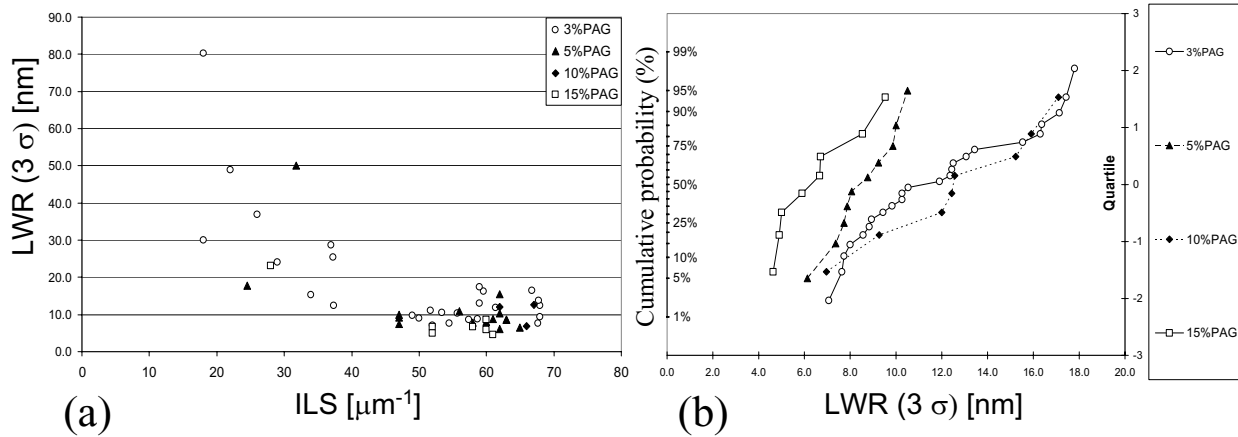 90.0
80.0
70.0
60.0
50.0
40.0
30.0
20.0
10.0
0.0
LWR (3 σ) [nm]
3%PAG
5%PAG
10%PAG
15%PAG
0 10 20 30 40 50 60 70 80
(a)
ILS [μm-1]
Cumulative probability (%)
99%
95%
90%
75%
50%
25%
10%
5%
1%
3
2
1
0
-1
-2
-3
Quartile
0.0 2.0 4.0 6.0 8.0 10.0 12.0 14.0 16.0 18.0 20.0
(b)
LWR (3 σ) [nm]
3%PAG
5%PAG
10%PAG
15%PAG